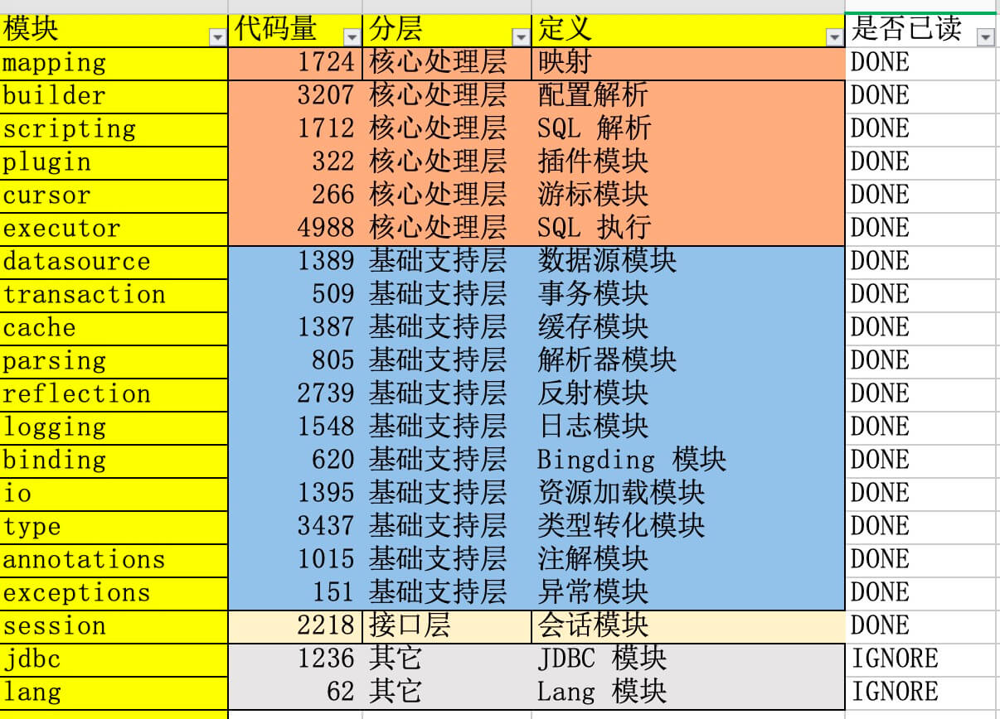 模块 代码量 分层 定义 是否已读
mapping 1724 核心处理层 映射 DONE
builder 3207 核心处理层 配置解析 DONE
scripting 1712 核心处理层 SQL 解析 DONE
plugin 322 核心处理层 插件模块 DONE
cursor 266 核心处理层 游标模块 DONE
executor 4988 核心处理层 SQL 执行 DONE
datasource 1389 基础支持层 数据源模块 DONE
transaction 509 基础支持层 事务模块 DONE
cache 1387 基础支持层 缓存模块 DONE
parsing 805 基础支持层 解析器模块 DONE
reflection 2739 基础支持层 反射模块 DONE
logging 1548 基础支持层 日志模块 DONE
binding 620 基础支持层 Bingding 模块 DONE
io 1395 基础支持层 资源加载模块 DONE
type 3437 基础支持层 类型转化模块 DONE
annotations 1015 基础支持层 注解模块 DONE
exceptions 151 基础支持层 异常模块 DONE
session 2218 接口层 会话模块 DONE
jdbc 1236 其它 JDBC 模块 IGNORE
lang 62 其它 Lang 模块 IGNORE